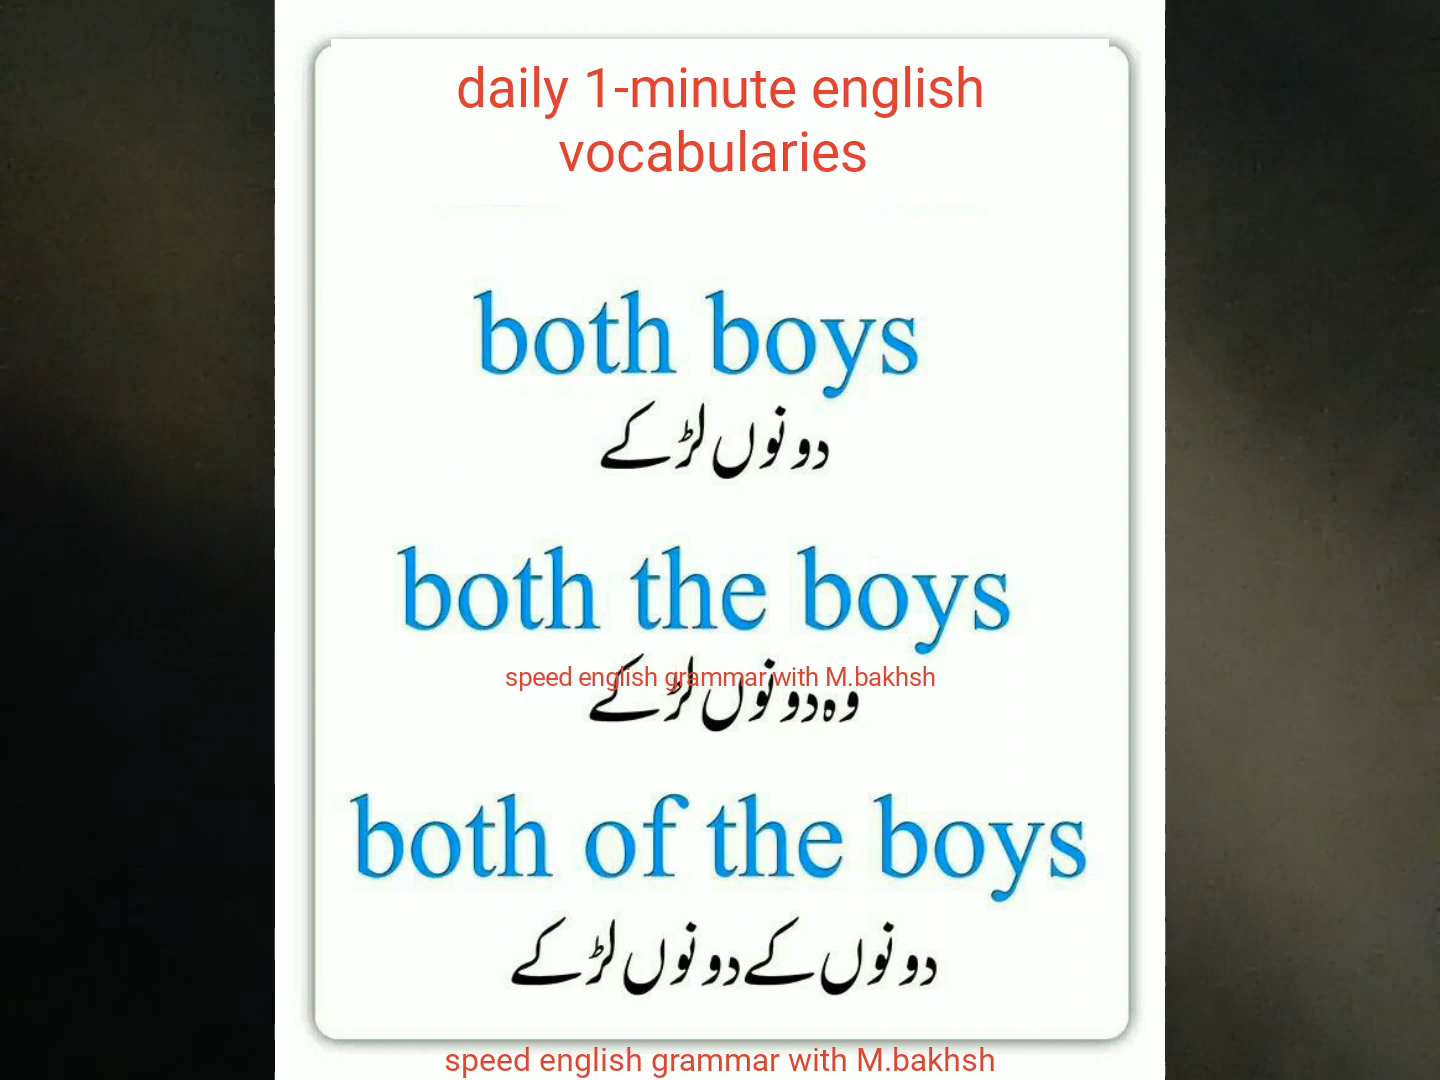 daily 1-minute english
vocabularies
both boys
دونوں لڑکے
both the boys
speed english grammar with M.bakhsh
وہ دونوں لڑکے
both of the boys
دونوں کے دونوں لڑکے
speed english grammar with M.bakhsh